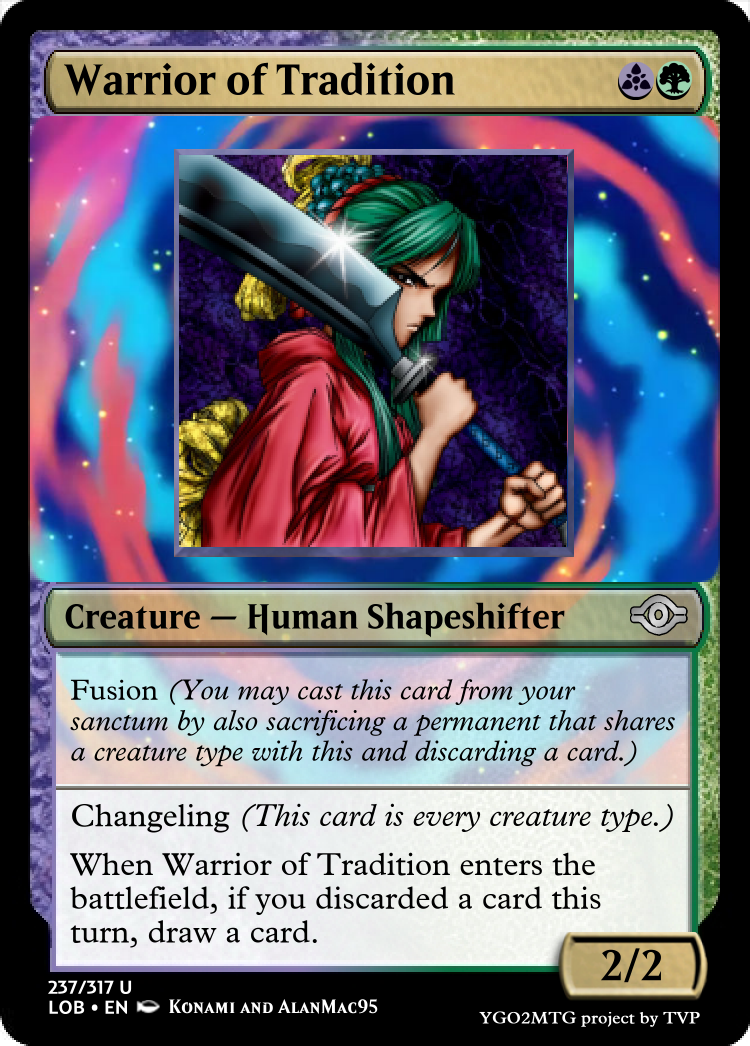 Warrior of Tradition
Creature — Human Shapeshifter
Fusion (You may cast this card from your
sanctum by also sacrificing a permanent that shares
a creature type with this and discarding a card.)
Changeling (This card is every creature type.)
When Warrior of Tradition enters the
battlefield, if you discarded a card this
turn, draw a card.
2/2
237/317 U
LOB • EN Konami and AlanMac95
YGO2MTG project by TVP